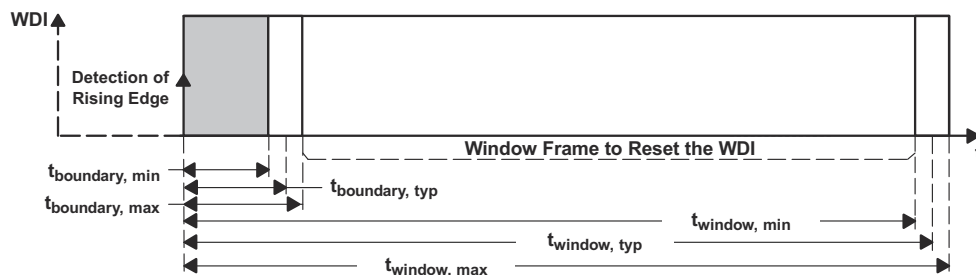 WDI
Detection of
Rising Edge
Window Frame to Reset the WDI
tboundary, min
tboundary, typ
tboundary, max
twindow, min
twindow, typ
twindow, max